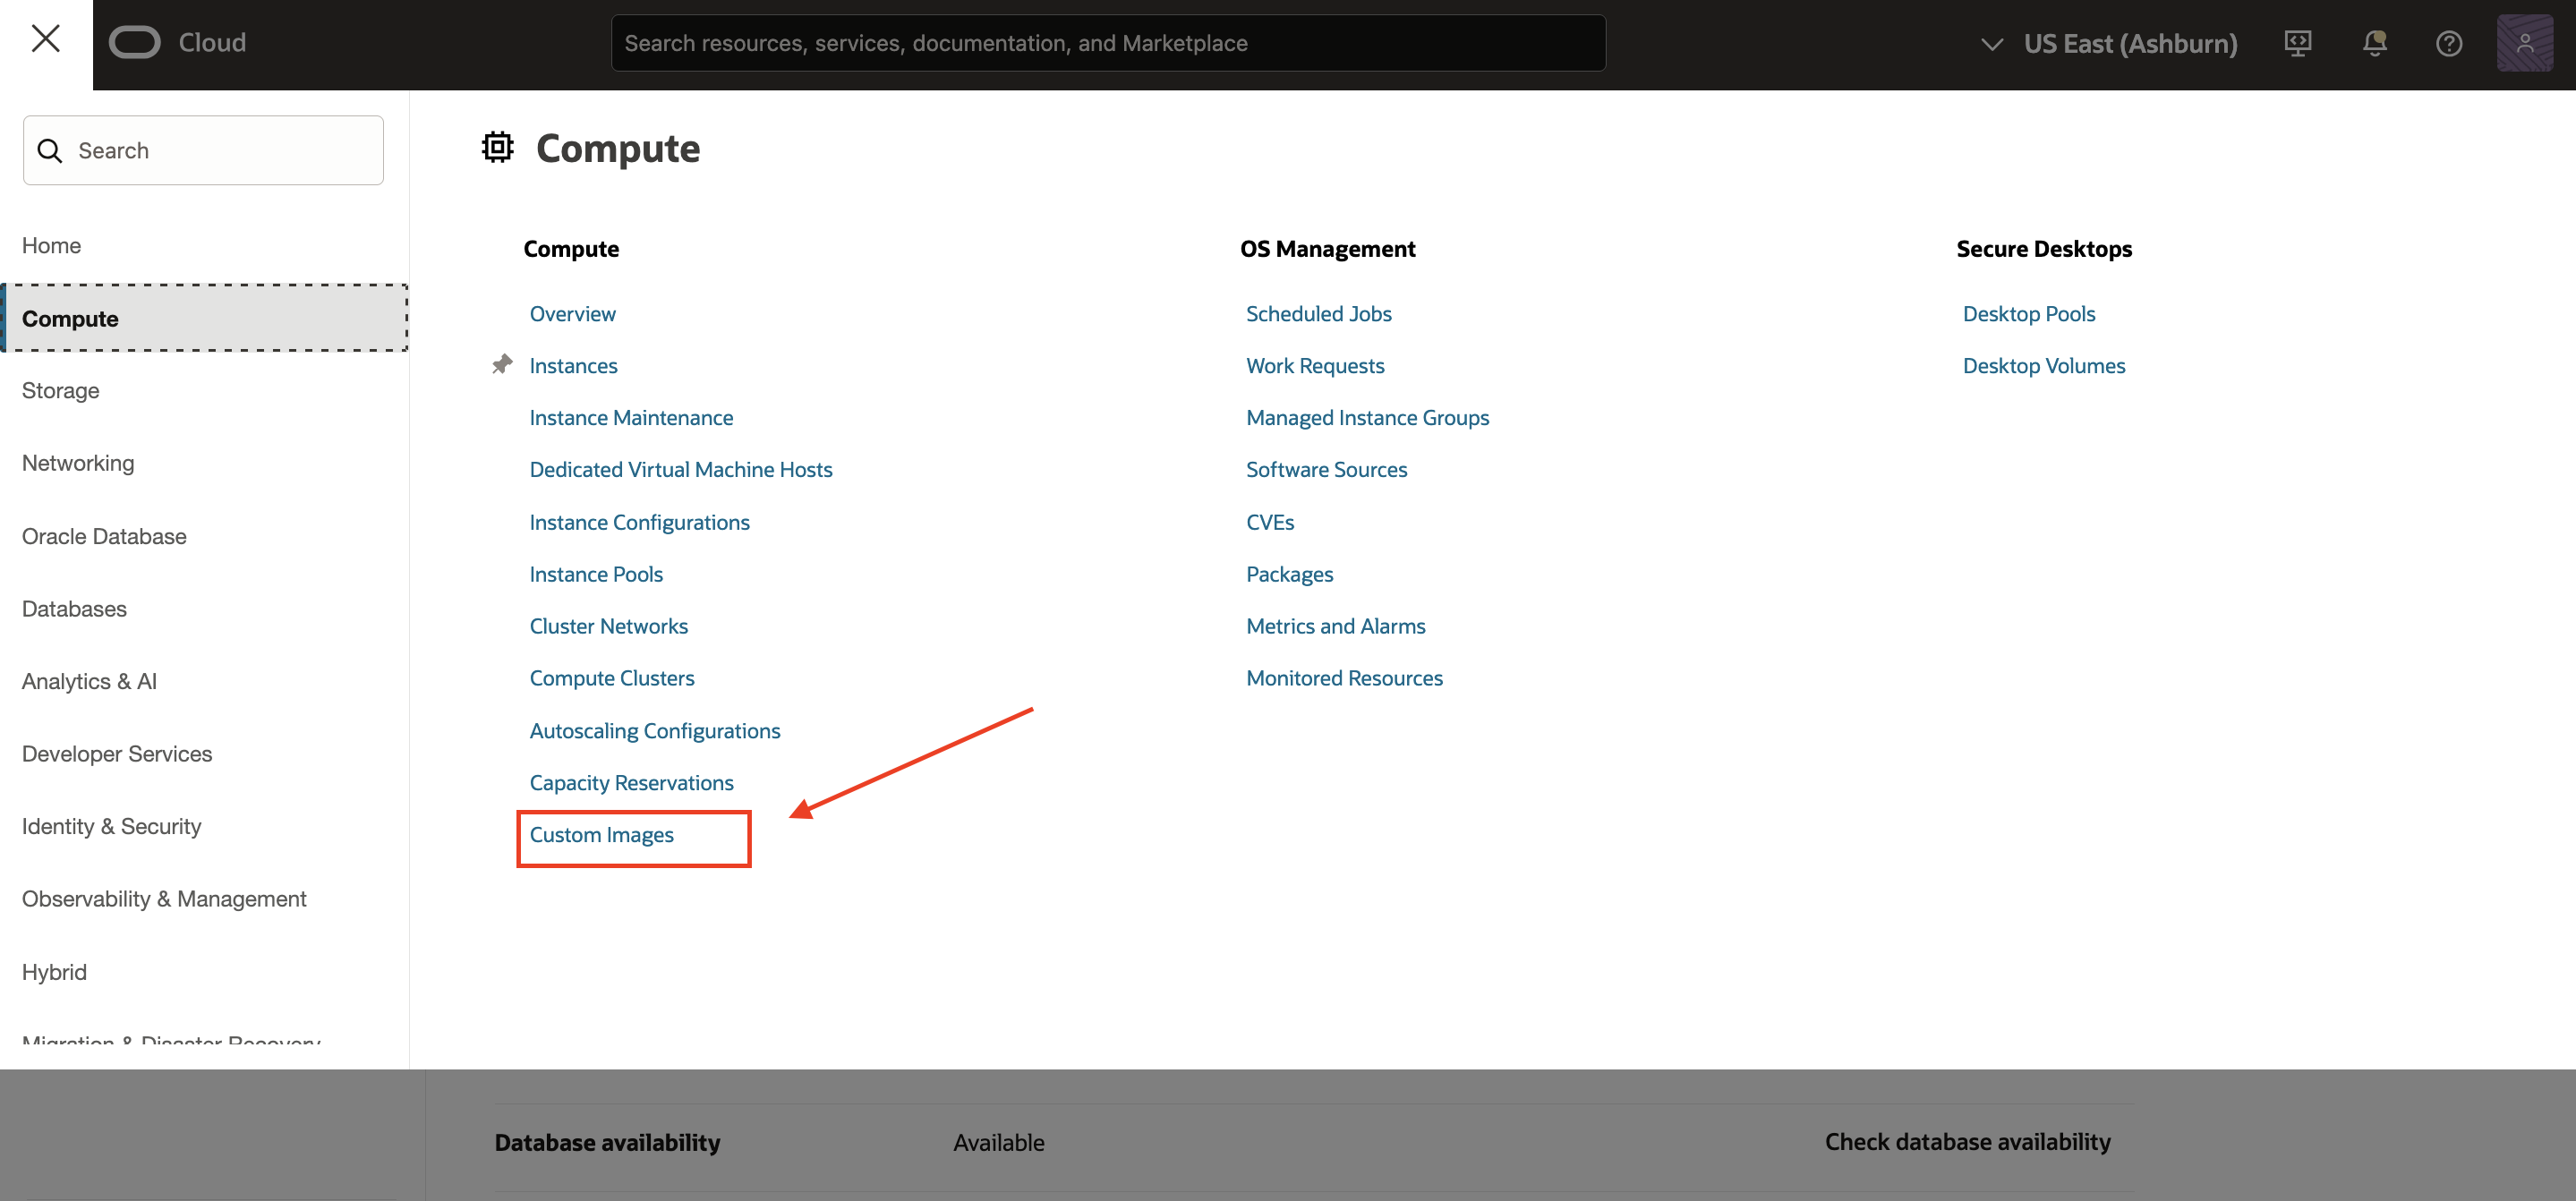 Cloud
Search resources, services, documentation, and Marketplace
US East (Ashburn)
Search
Home
Compute
Storage
Networking
Oracle Database
Databases
Analytics & AI
Developer Services
Identity & Security
Observability & Management
Hybrid
Migration & Disaster Recovery
Compute
Compute
Overview
Instances
Instance Maintenance
Dedicated Virtual Machine Hosts
Instance Configurations
Instance Pools
Cluster Networks
Compute Clusters
Autoscaling Configurations
Capacity Reservations
Custom Images
OS Management
Scheduled Jobs
Work Requests
Managed Instance Groups
Software Sources
CVEs
Packages
Metrics and Alarms
Monitored Resources
Secure Desktops
Desktop Pools
Desktop Volumes
Database availability
Available
Check database availability